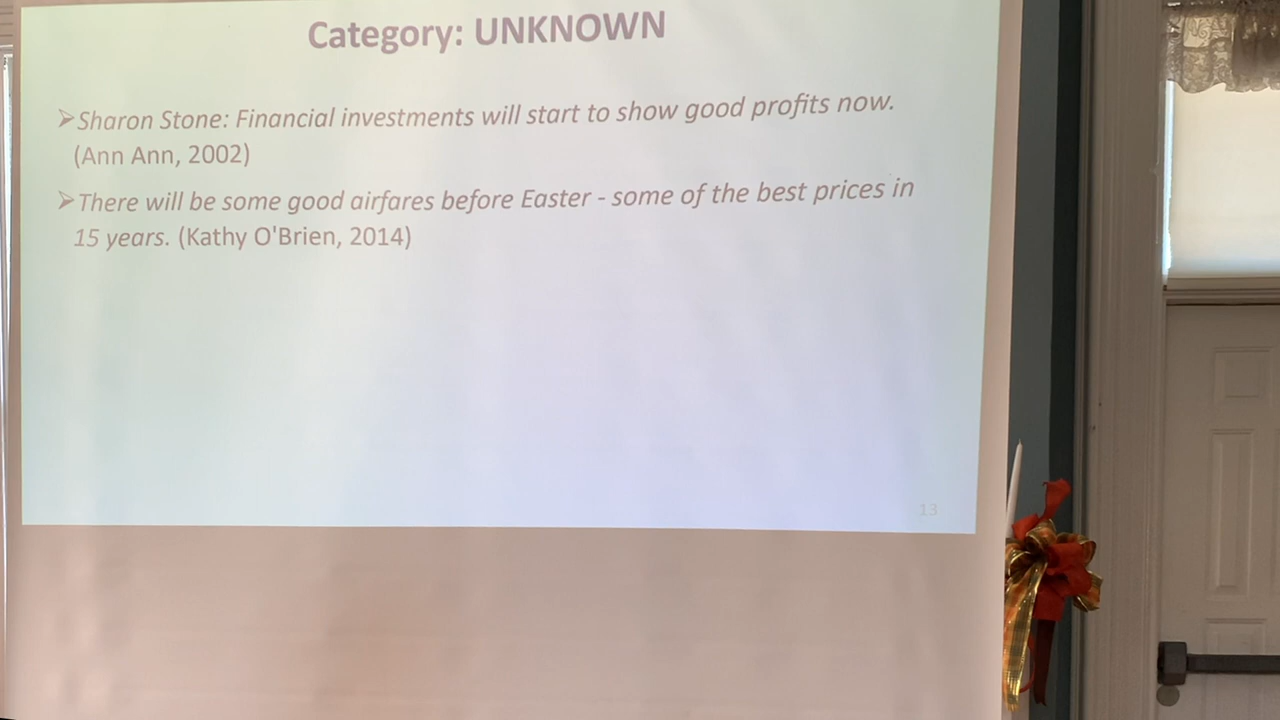 Category: UNKNOWN
➢Sharon Stone: Financial investments will start to show good profits now.
(Ann Ann, 2002)
➢There will be some good airfares before Easter - some of the best prices in
15 years. (Kathy O'Brien, 2014)
13